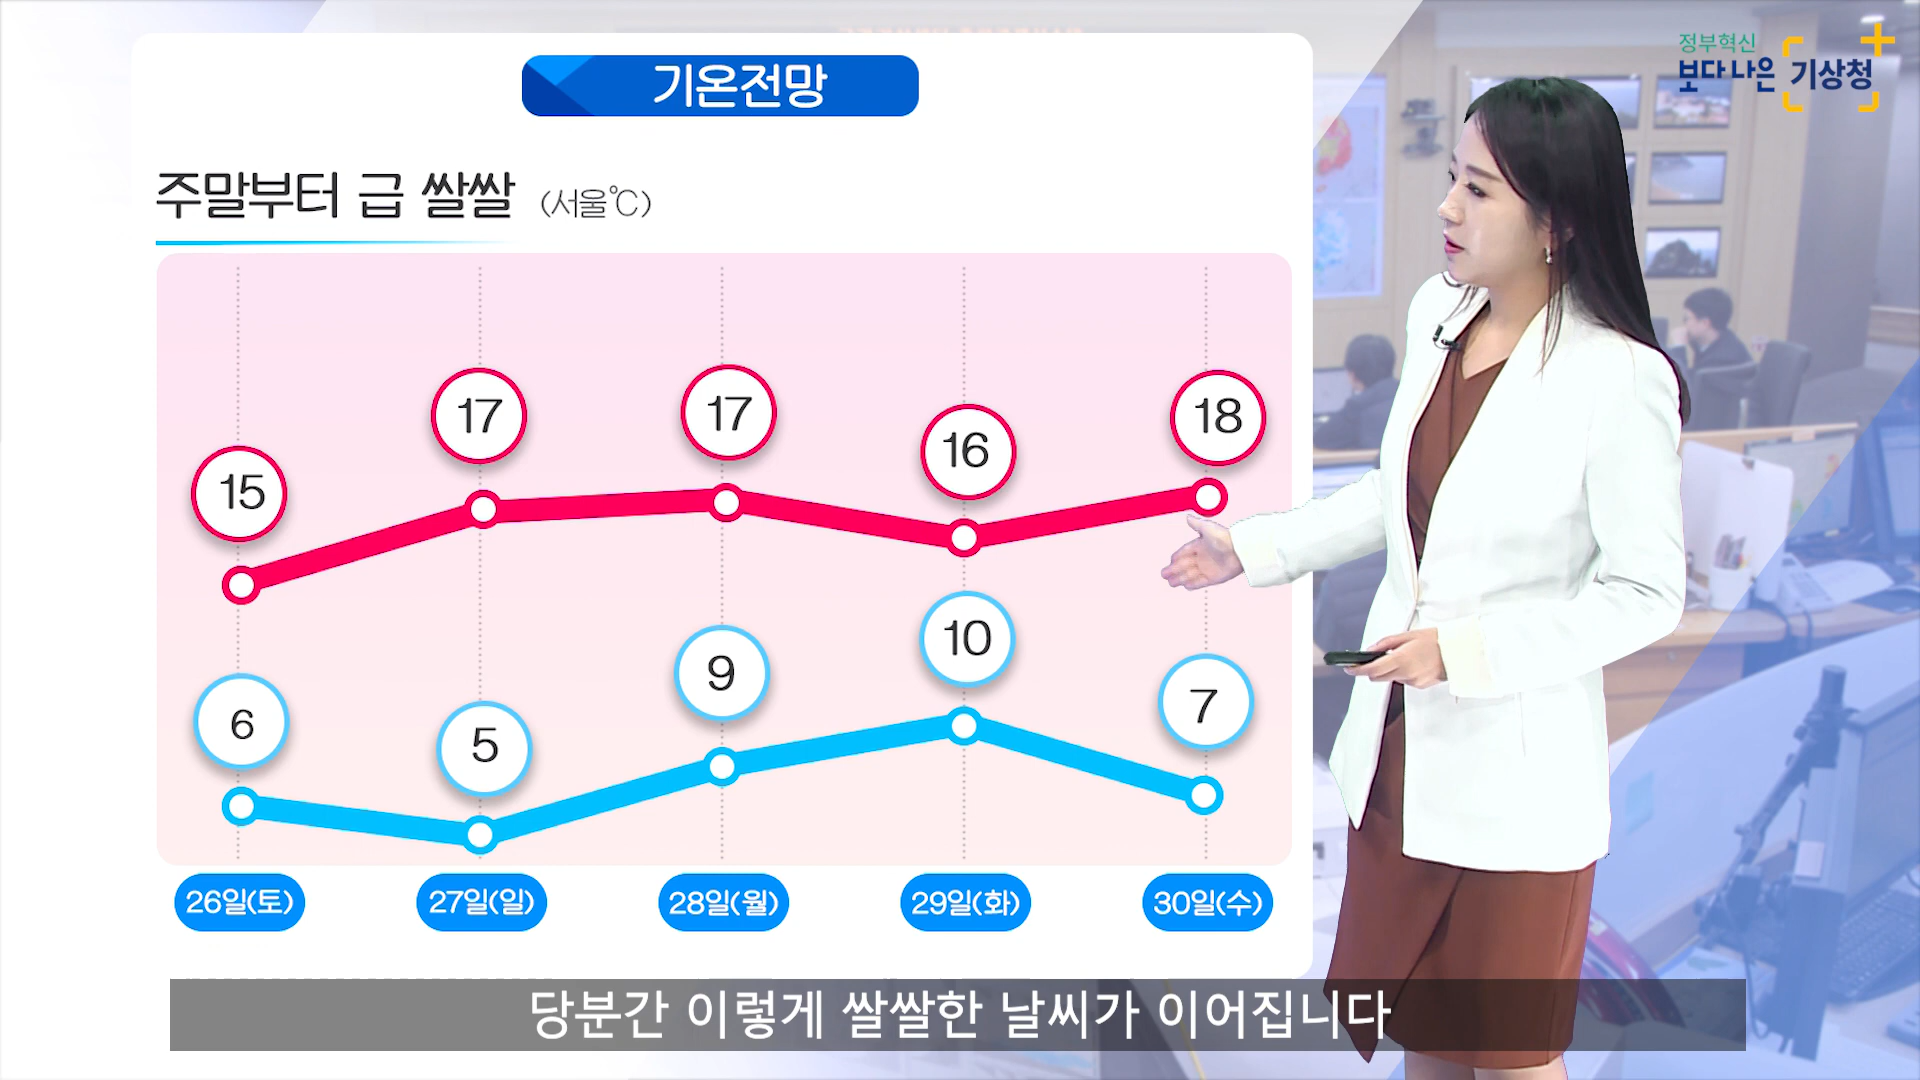 정부혁신
보다나은 기상청
기온전망
주말부터 급 쌀쌀 (서울℃)
15 17 17 16 18
6 5 9 10 7
26일(토) 27일(일) 28일(월) 29일(화) 30일(수)
당분간 이렇게 쌀쌀한 날씨가 이어집니다